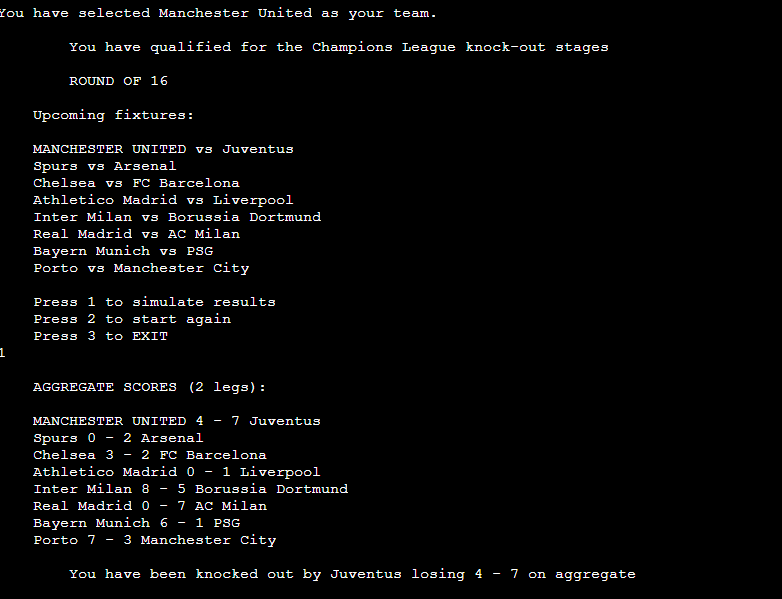 You have selected Manchester United as your team.
You have qualified for the Champions League knock-out stages
ROUND OF 16
Upcoming fixtures:
MANCHESTER UNITED vs Juventus
Spurs vs Arsenal
Chelsea vs FC Barcelona
Athletico Madrid vs Liverpool
Inter Milan vs Borussia Dortmund
Real Madrid vs AC Milan
Bayern Munich vs PSG
Porto vs Manchester City
Press 1 to simulate results
Press 2 to start again
Press 3 to EXIT
1
AGGREGATE SCORES (2 legs):
MANCHESTER UNITED 4 - 7 Juventus
Spurs 0 - 2 Arsenal
Chelsea 3 - 2 FC Barcelona
Athletico Madrid 0 - 1 Liverpool
Inter Milan 8 - 5 Borussia Dortmund
Real Madrid 0 - 7 AC Milan
Bayern Munich 6 - 1 PSG
Porto 7 - 3 Manchester City
You have been knocked out by Juventus losing 4 - 7 on aggregate